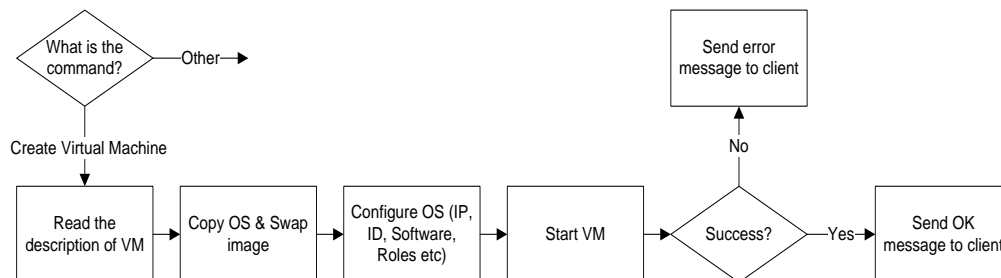 What is the
command?
Other
Send error
message to client
No
Create Virtual Machine
Read the
description of VM
Copy OS & Swap
image
Configure OS (IP,
ID, Software,
Roles etc)
Start VM
Success?
Yes
Send OK
message to client